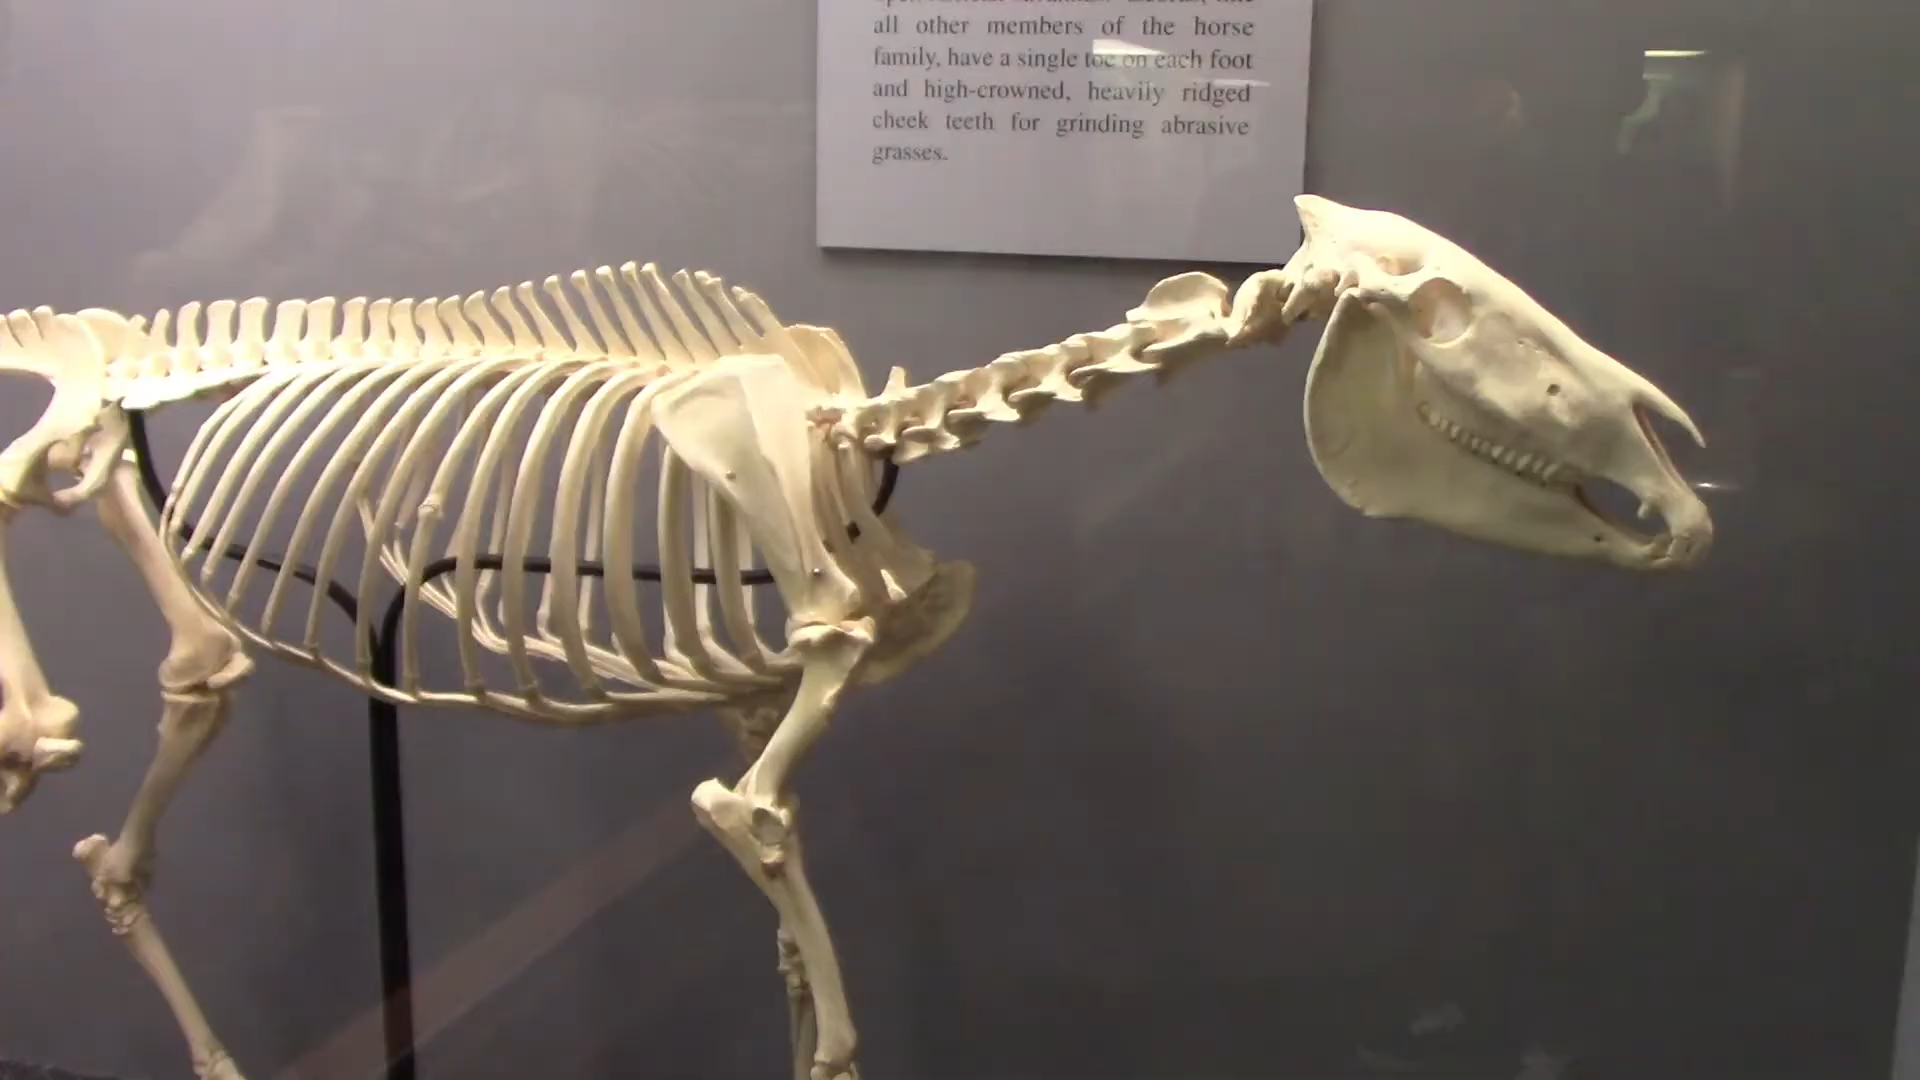 all other members of the horse
family, have a single toe on each foot
and high-crowned, heavily ridged
cheek teeth for grinding abrasive
grasses.